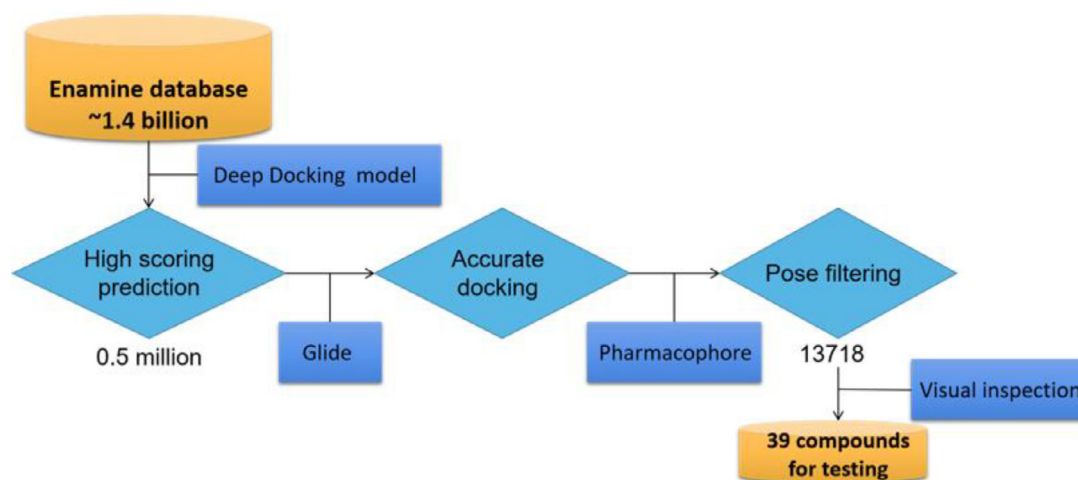 Enamine database
~1.4 billion
Deep Docking model
High scoring
prediction
0.5 million
Glide
Accurate
docking
Pharmacophore
Pose filtering
13718
Visual inspection
39 compounds
for testing